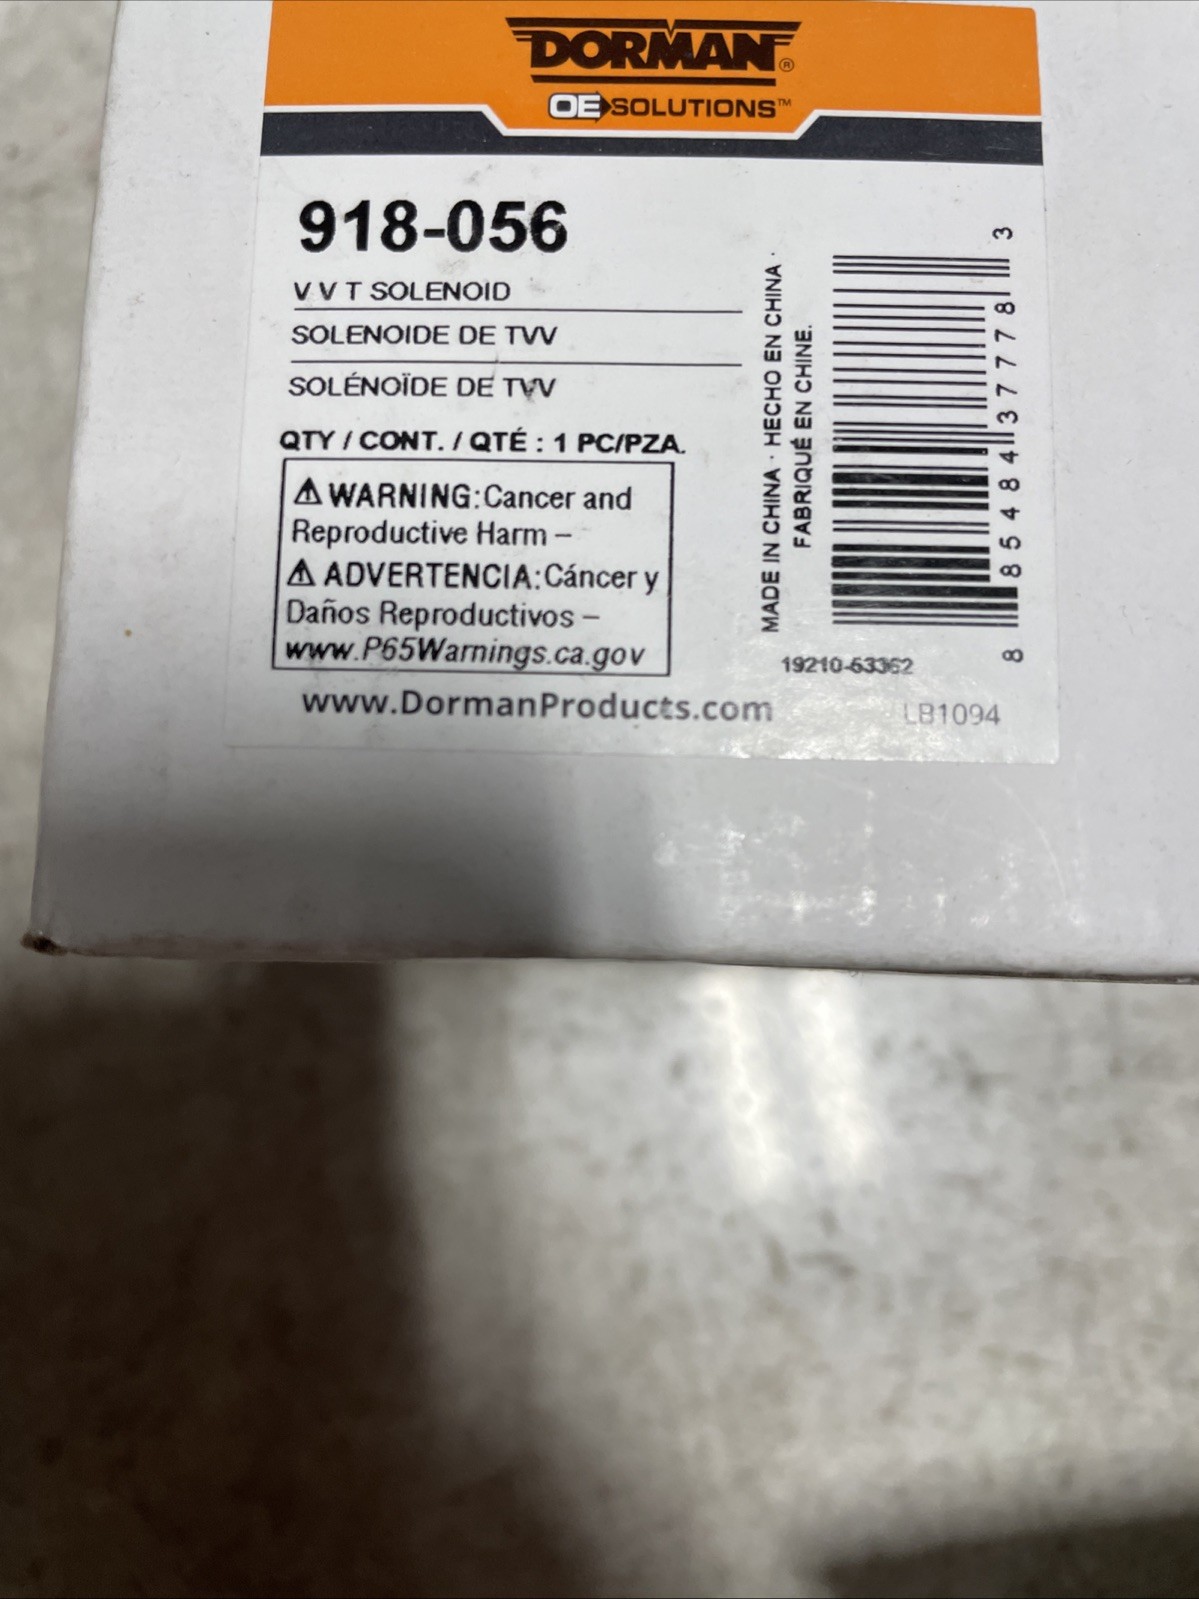 DORMAN®
OE SOLUTIONS™
918-056
V V T SOLENOID
SOLENOIDE DE TVV
SOLÉNOÏDE DE TVV
QTY / CONT. / QTÉ : 1 PC/PZA.
⚠ WARNING: Cancer and
Reproductive Harm –
⚠ ADVERTENCIA: Cáncer y
Daños Reproductivos –
www.P65Warnings.ca.gov
www.DormanProducts.com
MADE IN CHINA · HECHO EN CHINA ·
FABRIQUÉ EN CHINE.
8 85484 37778 3
19210-53362
LB1094